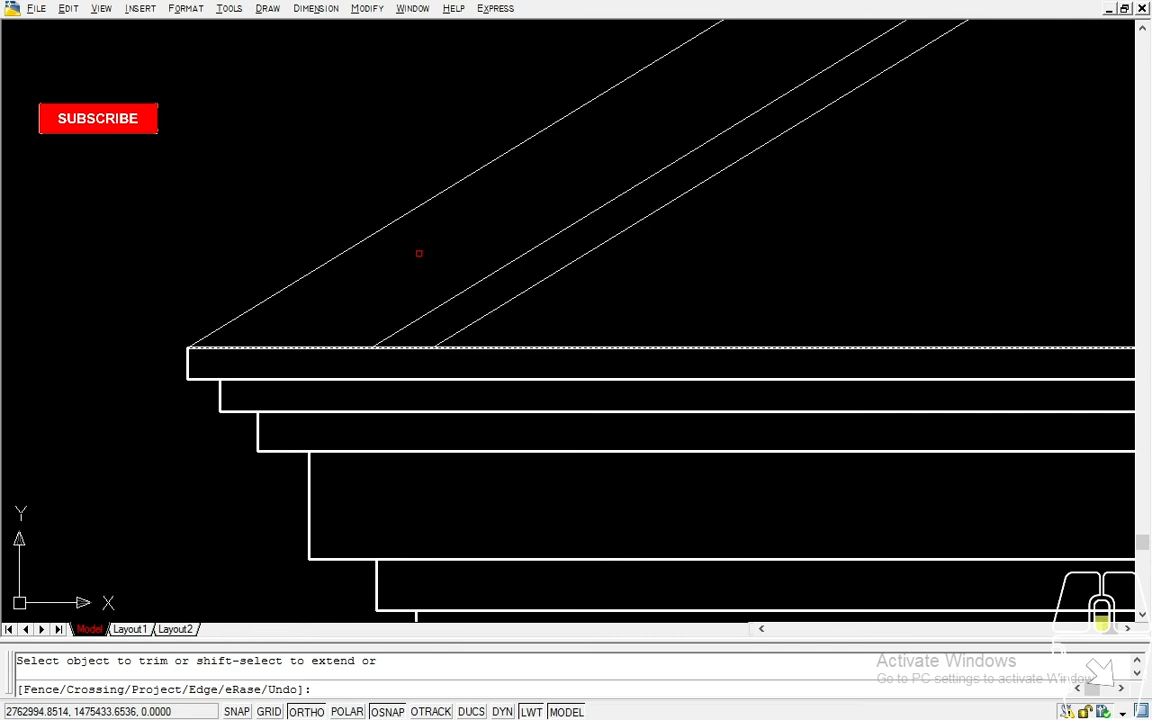 FILE EDIT VIEW INSERT FORMAT TOOLS DRAW DIMENSION MODIFY WINDOW HELP EXPRESS
SUBSCRIBE
Y
X
Model Layout1 Layout2
Select object to trim or shift-select to extend or
[Fence/Crossing/Project/Edge/eRase/Undo]:
Activate Windows
Go to PC settings to activate Windows
2762994.8514, 1475433.6536, 0.0000 SNAP GRID ORTHO POLAR OSNAP OTRACK DUCS DYN LWT MODEL